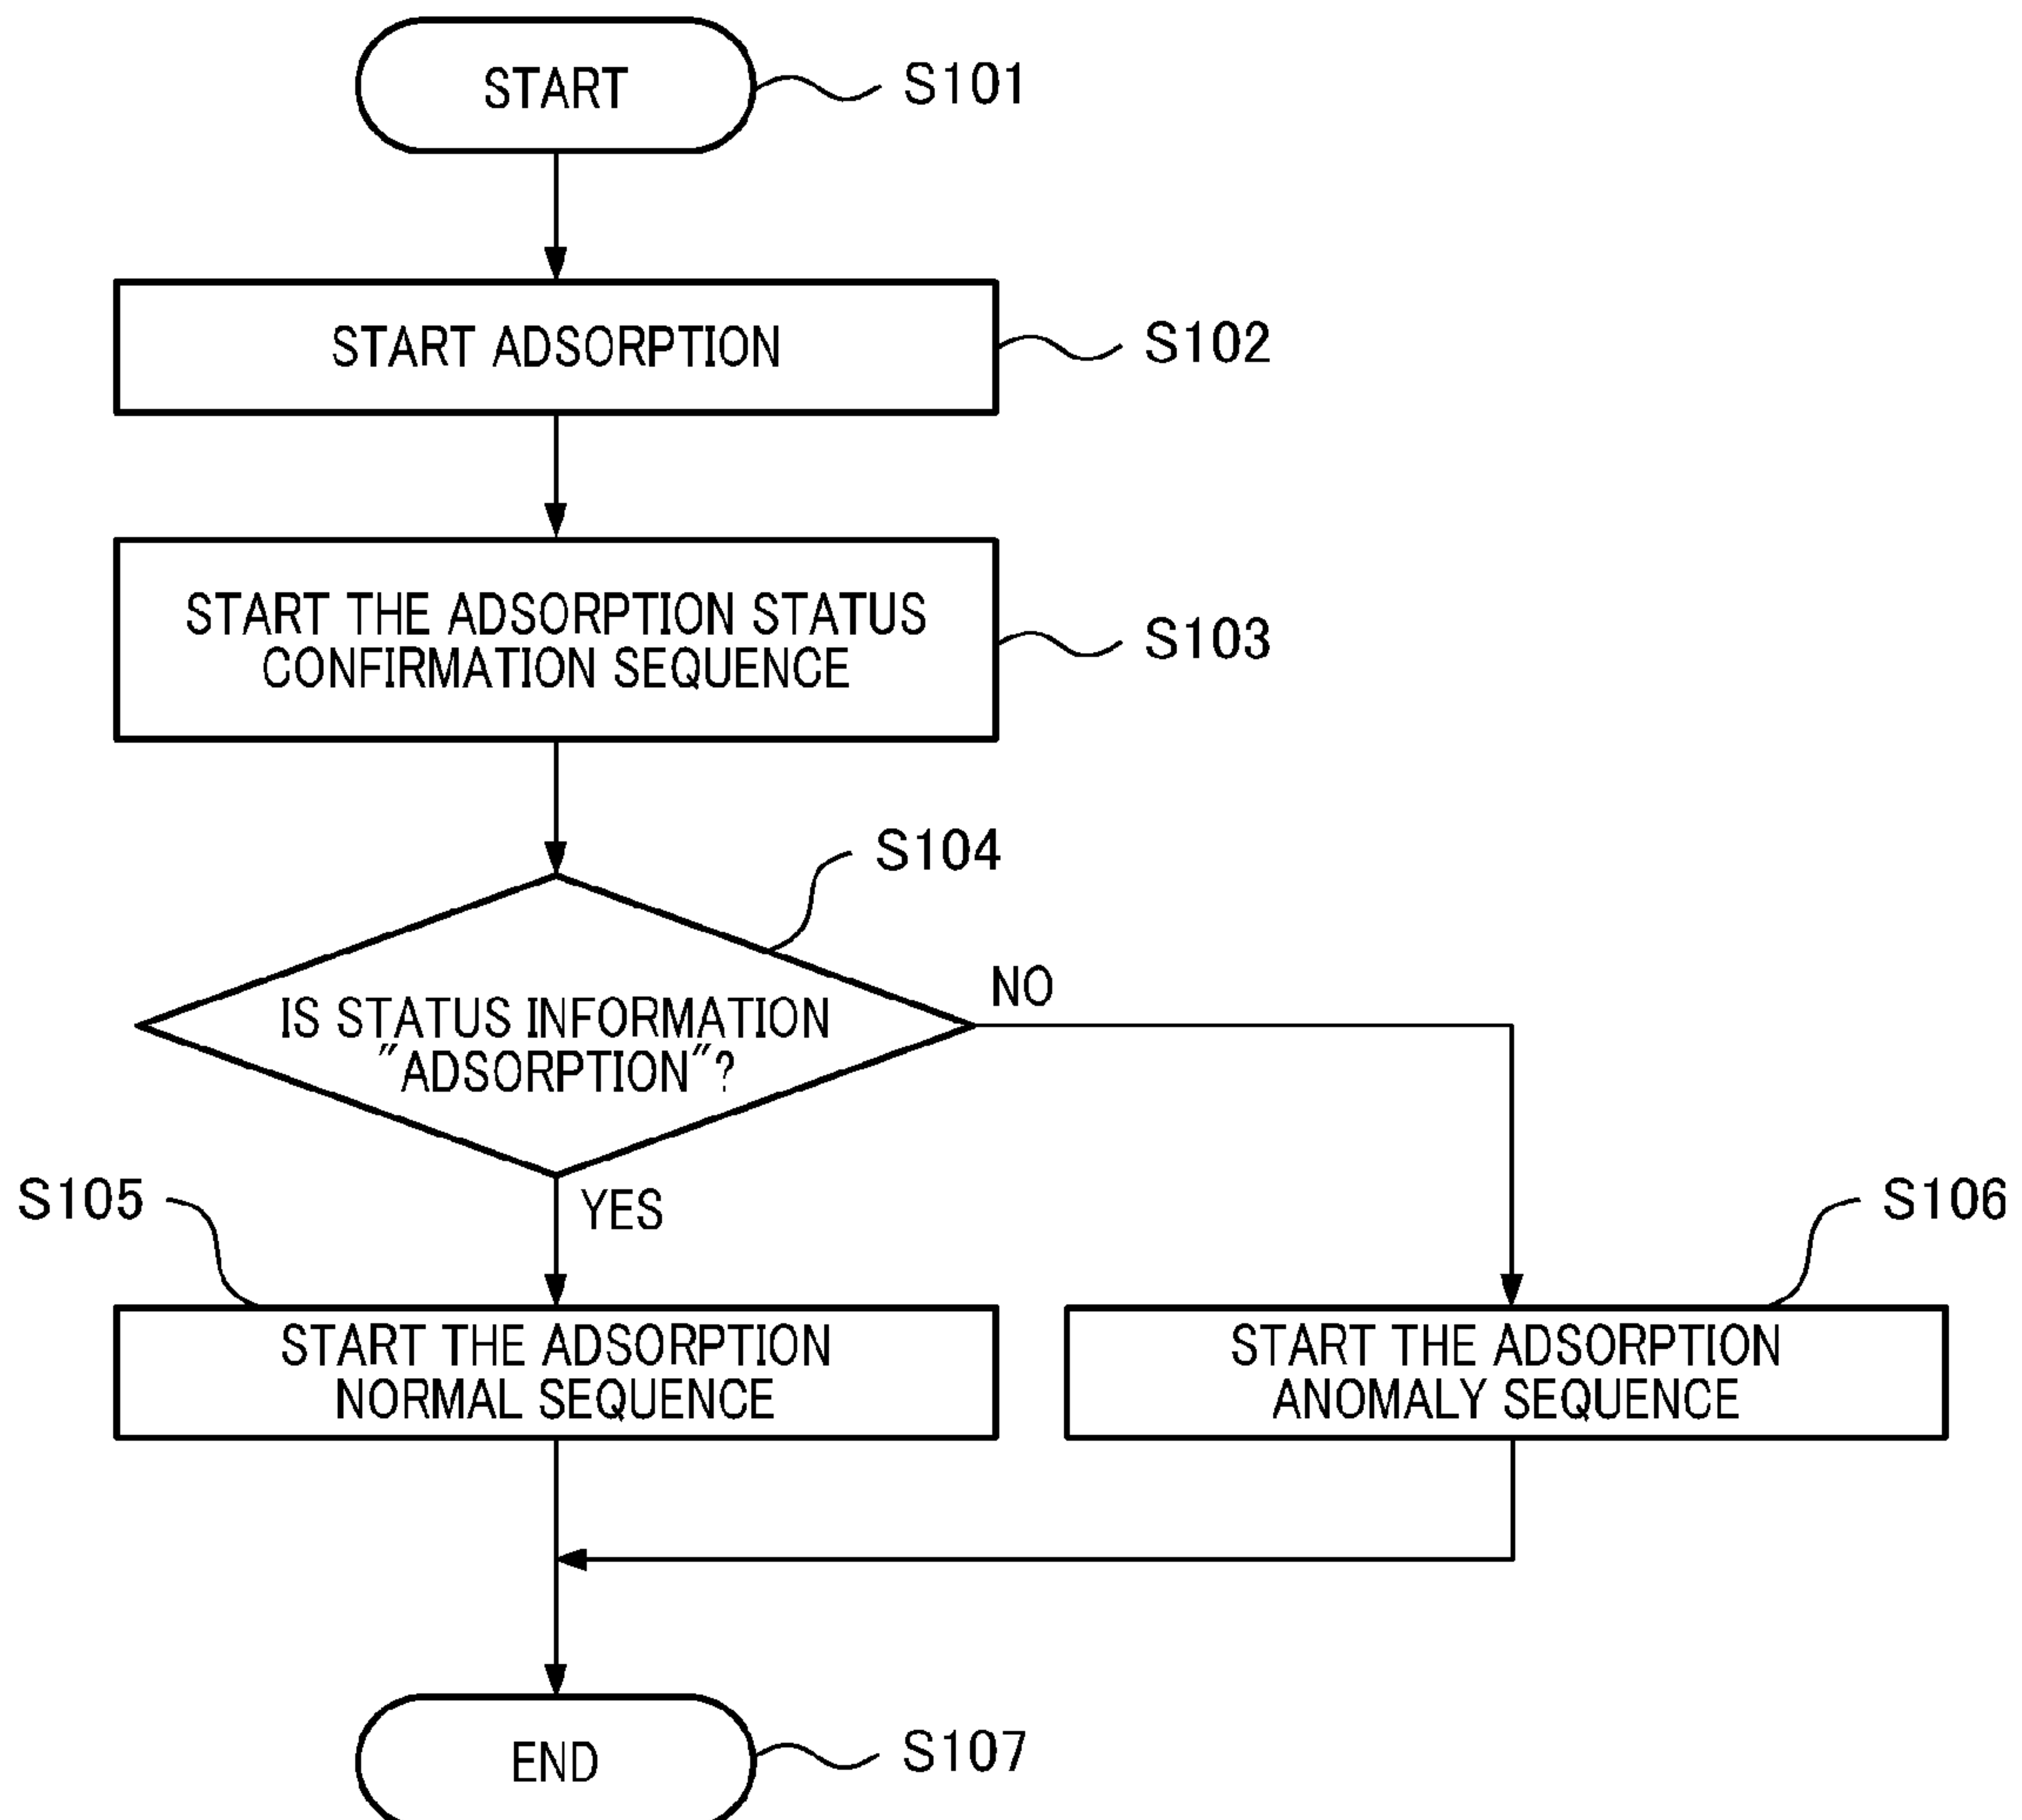 START
S101
START ADSORPTION
S102
START THE ADSORPTION STATUS
CONFIRMATION SEQUENCE
S103
S104
IS STATUS INFORMATION
"ADSORPTION"?
NO
YES
S105
START THE ADSORPTION
NORMAL SEQUENCE
S106
START THE ADSORPTION
ANOMALY SEQUENCE
END
S107